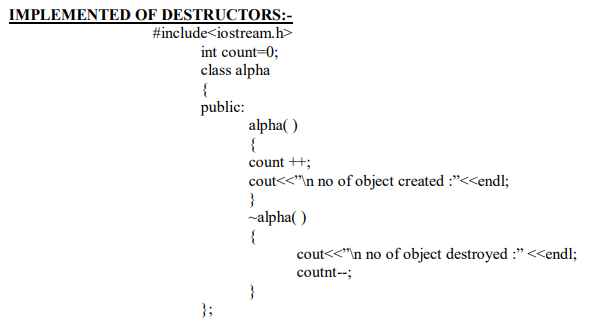 IMPLEMENTED OF DESTRUCTORS:-
#include<iostream.h>
int count=0;
class alpha
{
public:
alpha( )
{
count ++;
cout<<”\n no of object created :”<<endl;
}
~alpha( )
{
cout<<”\n no of object destroyed :” <<endl;
coutnt--;
}
};